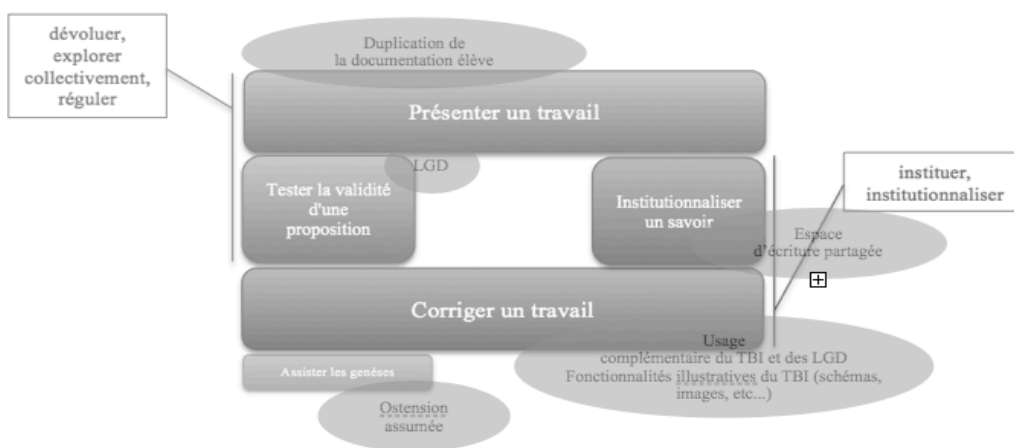 dévoluer,
explorer
collectivement,
réguler
Duplication de
la documentation élève
Présenter un travail
LGD
Tester la validité
d'une
proposition
Institutionnaliser
un savoir
instituer,
institutionnaliser
Espace
d'écriture partagée
Corriger un travail
Usage
complémentaire du TBI et des LGD
Fonctionnalités illustratives du TBI (schémas,
images, etc...)
Assister les genèses
Ostension
assumée